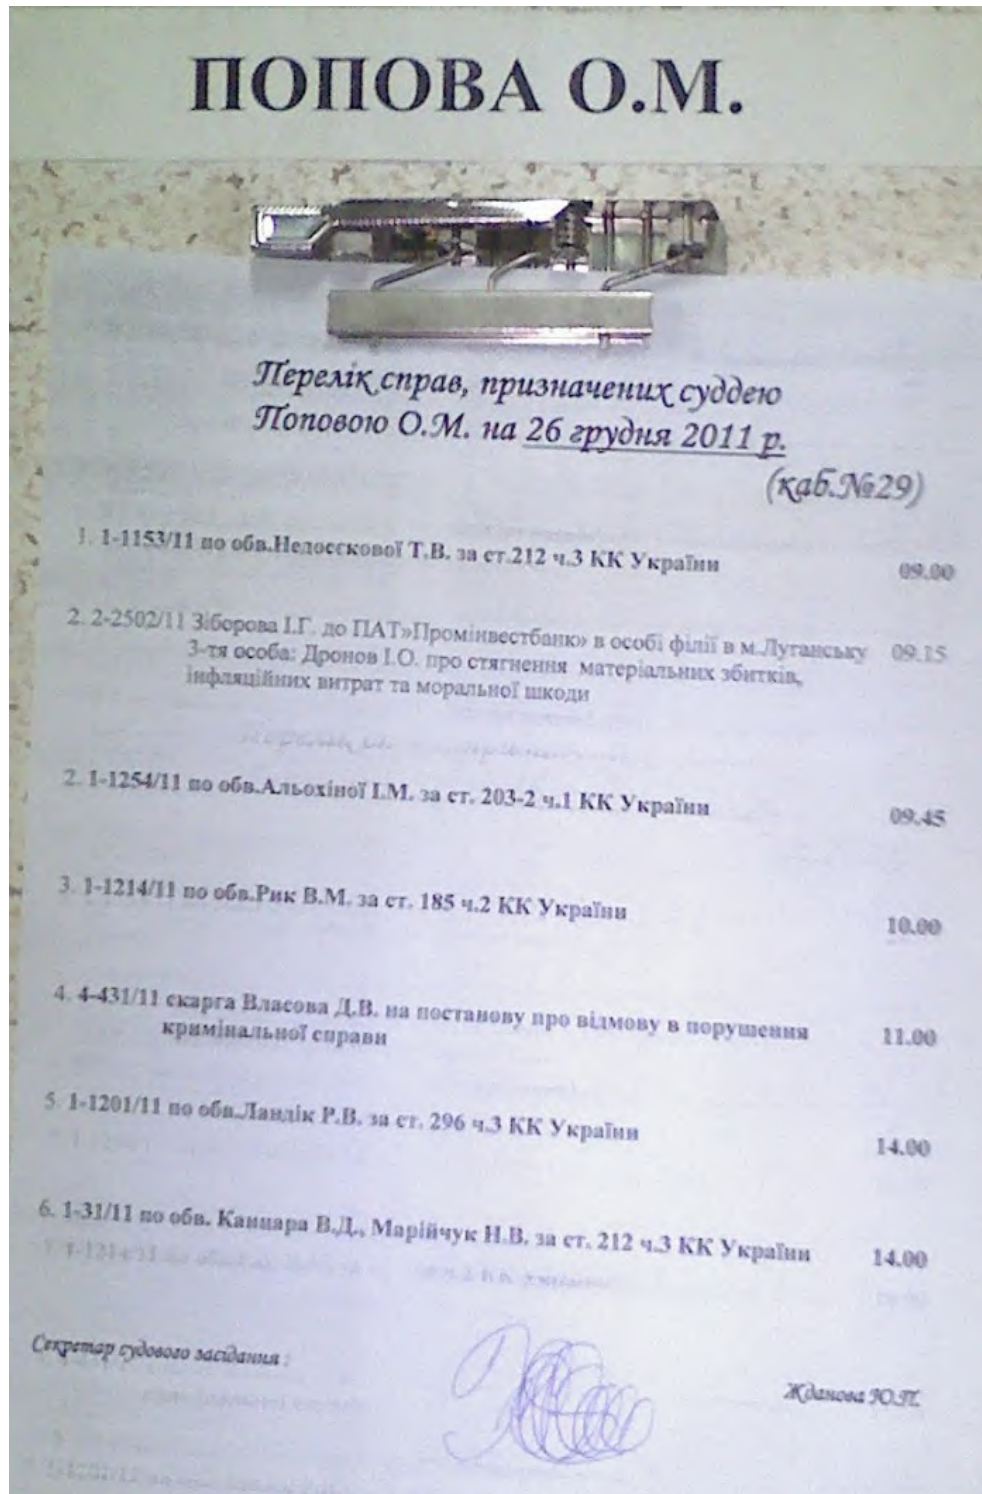 ПОПОВА О.М.
Перелік справ, призначених суддею
Поповою О.М. на 26 грудня 2011 р.
(каб.№29)
1. 1-1153/11 по обв.Недосєкової Т.В. за ст.212 ч.3 КК України 09.00
2. 2-2502/11 Зіборова І.Г. до ПАТ»Промінвестбанк» в особі філії в м.Луганську 09.15
3-тя особа: Дронов І.О. про стягнення матеріальних збитків,
інфляційних витрат та моральної шкоди
2. 1-1254/11 по обв.Альохіної І.М. за ст. 203-2 ч.1 КК України 09.45
3. 1-1214/11 по обв.Рик В.М. за ст. 185 ч.2 КК України 10.00
4. 4-431/11 скарга Власова Д.В. на постанову про відмову в порушення 11.00
кримінальної справи
5. 1-1201/11 по обв.Ландік Р.В. за ст. 296 ч.3 КК України 14.00
6. 1-31/11 по обв. Канцара В.Д., Марійчук Н.В. за ст. 212 ч.3 КК України 14.00
Секретар судового засідання :
Жданова Ю.П.